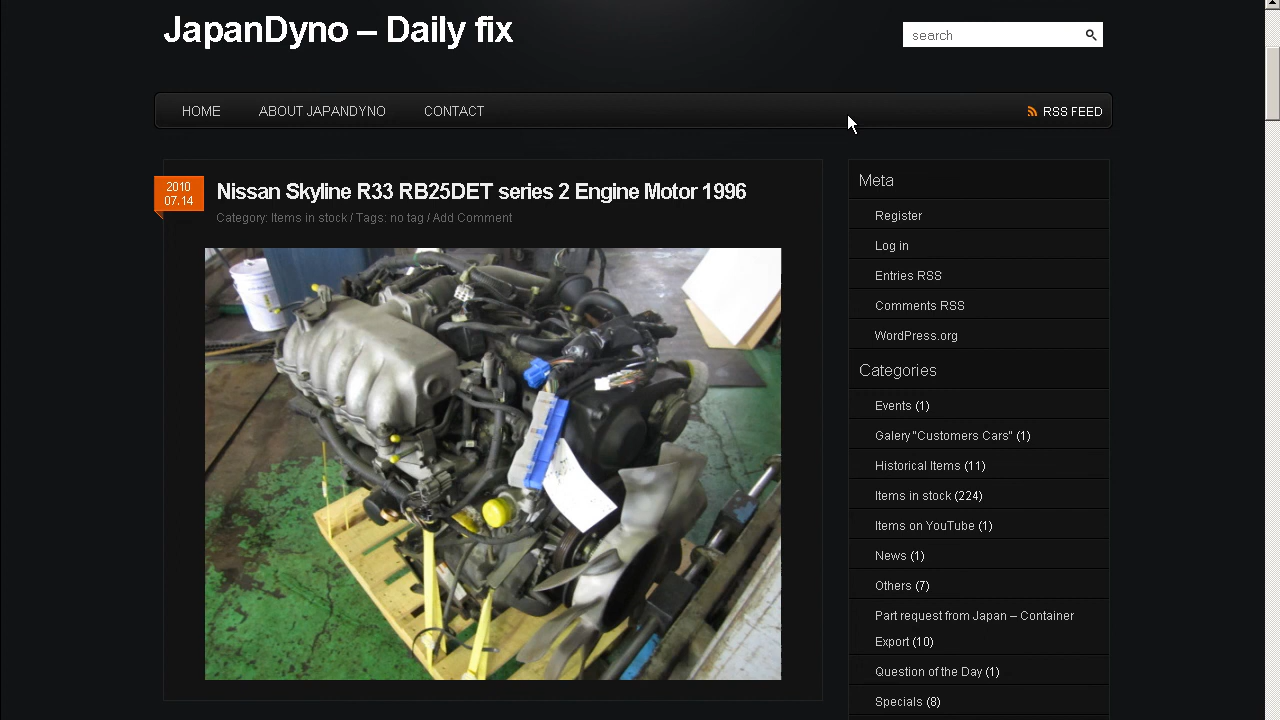 JapanDyno – Daily fix
search
HOME
ABOUT JAPANDYNO
CONTACT
RSS FEED
2010
07.14
Nissan Skyline R33 RB25DET series 2 Engine Motor 1996
Category: Items in stock / Tags: no tag / Add Comment
Meta
Register
Log in
Entries RSS
Comments RSS
WordPress.org
Categories
Events (1)
Galery "Customers Cars" (1)
Historical Items (11)
Items in stock (224)
Items on YouTube (1)
News (1)
Others (7)
Part request from Japan – Container
Export (10)
Question of the Day (1)
Specials (8)